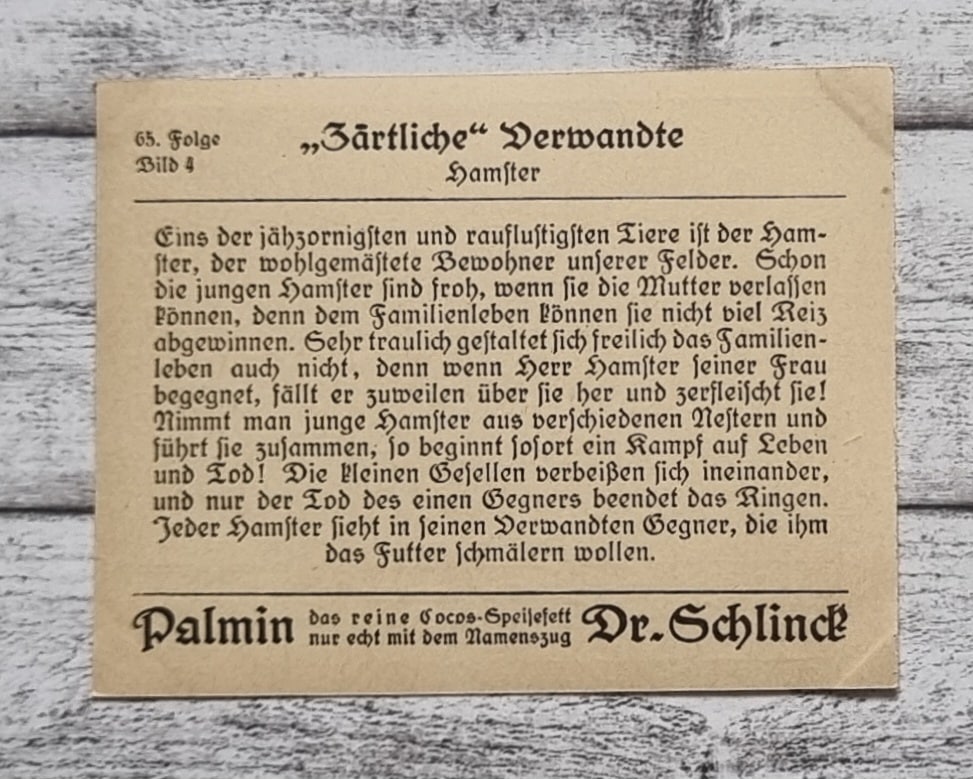 65. Folge
Bild 4
„Zärtliche“ Verwandte
Hamster
Eins der jähzornigsten und rauflustigsten Tiere ist der Ham-
ster, der wohlgemästete Bewohner unserer Felder. Schon
die jungen Hamster sind froh, wenn sie die Mutter verlassen
können, denn dem Familienleben können sie nicht viel Reiz
abgewinnen. Sehr traulich gestaltet sich freilich das Familien-
leben auch nicht, denn wenn Herr Hamster seiner Frau
begegnet, fällt er zuweilen über sie her und zerfleischt sie!
Nimmt man junge Hamster aus verschiedenen Nestern und
führt sie zusammen, so beginnt sofort ein Kampf auf Leben
und Tod! Die kleinen Gesellen verbeißen sich ineinander,
und nur der Tod des einen Gegners beendet das Ringen.
Jeder Hamster sieht in seinen Verwandten Gegner, die ihm
das Futter schmälern wollen.
Palmin das reine Cocos-Speisefett Dr. Schlinck
nur echt mit dem Namenszug